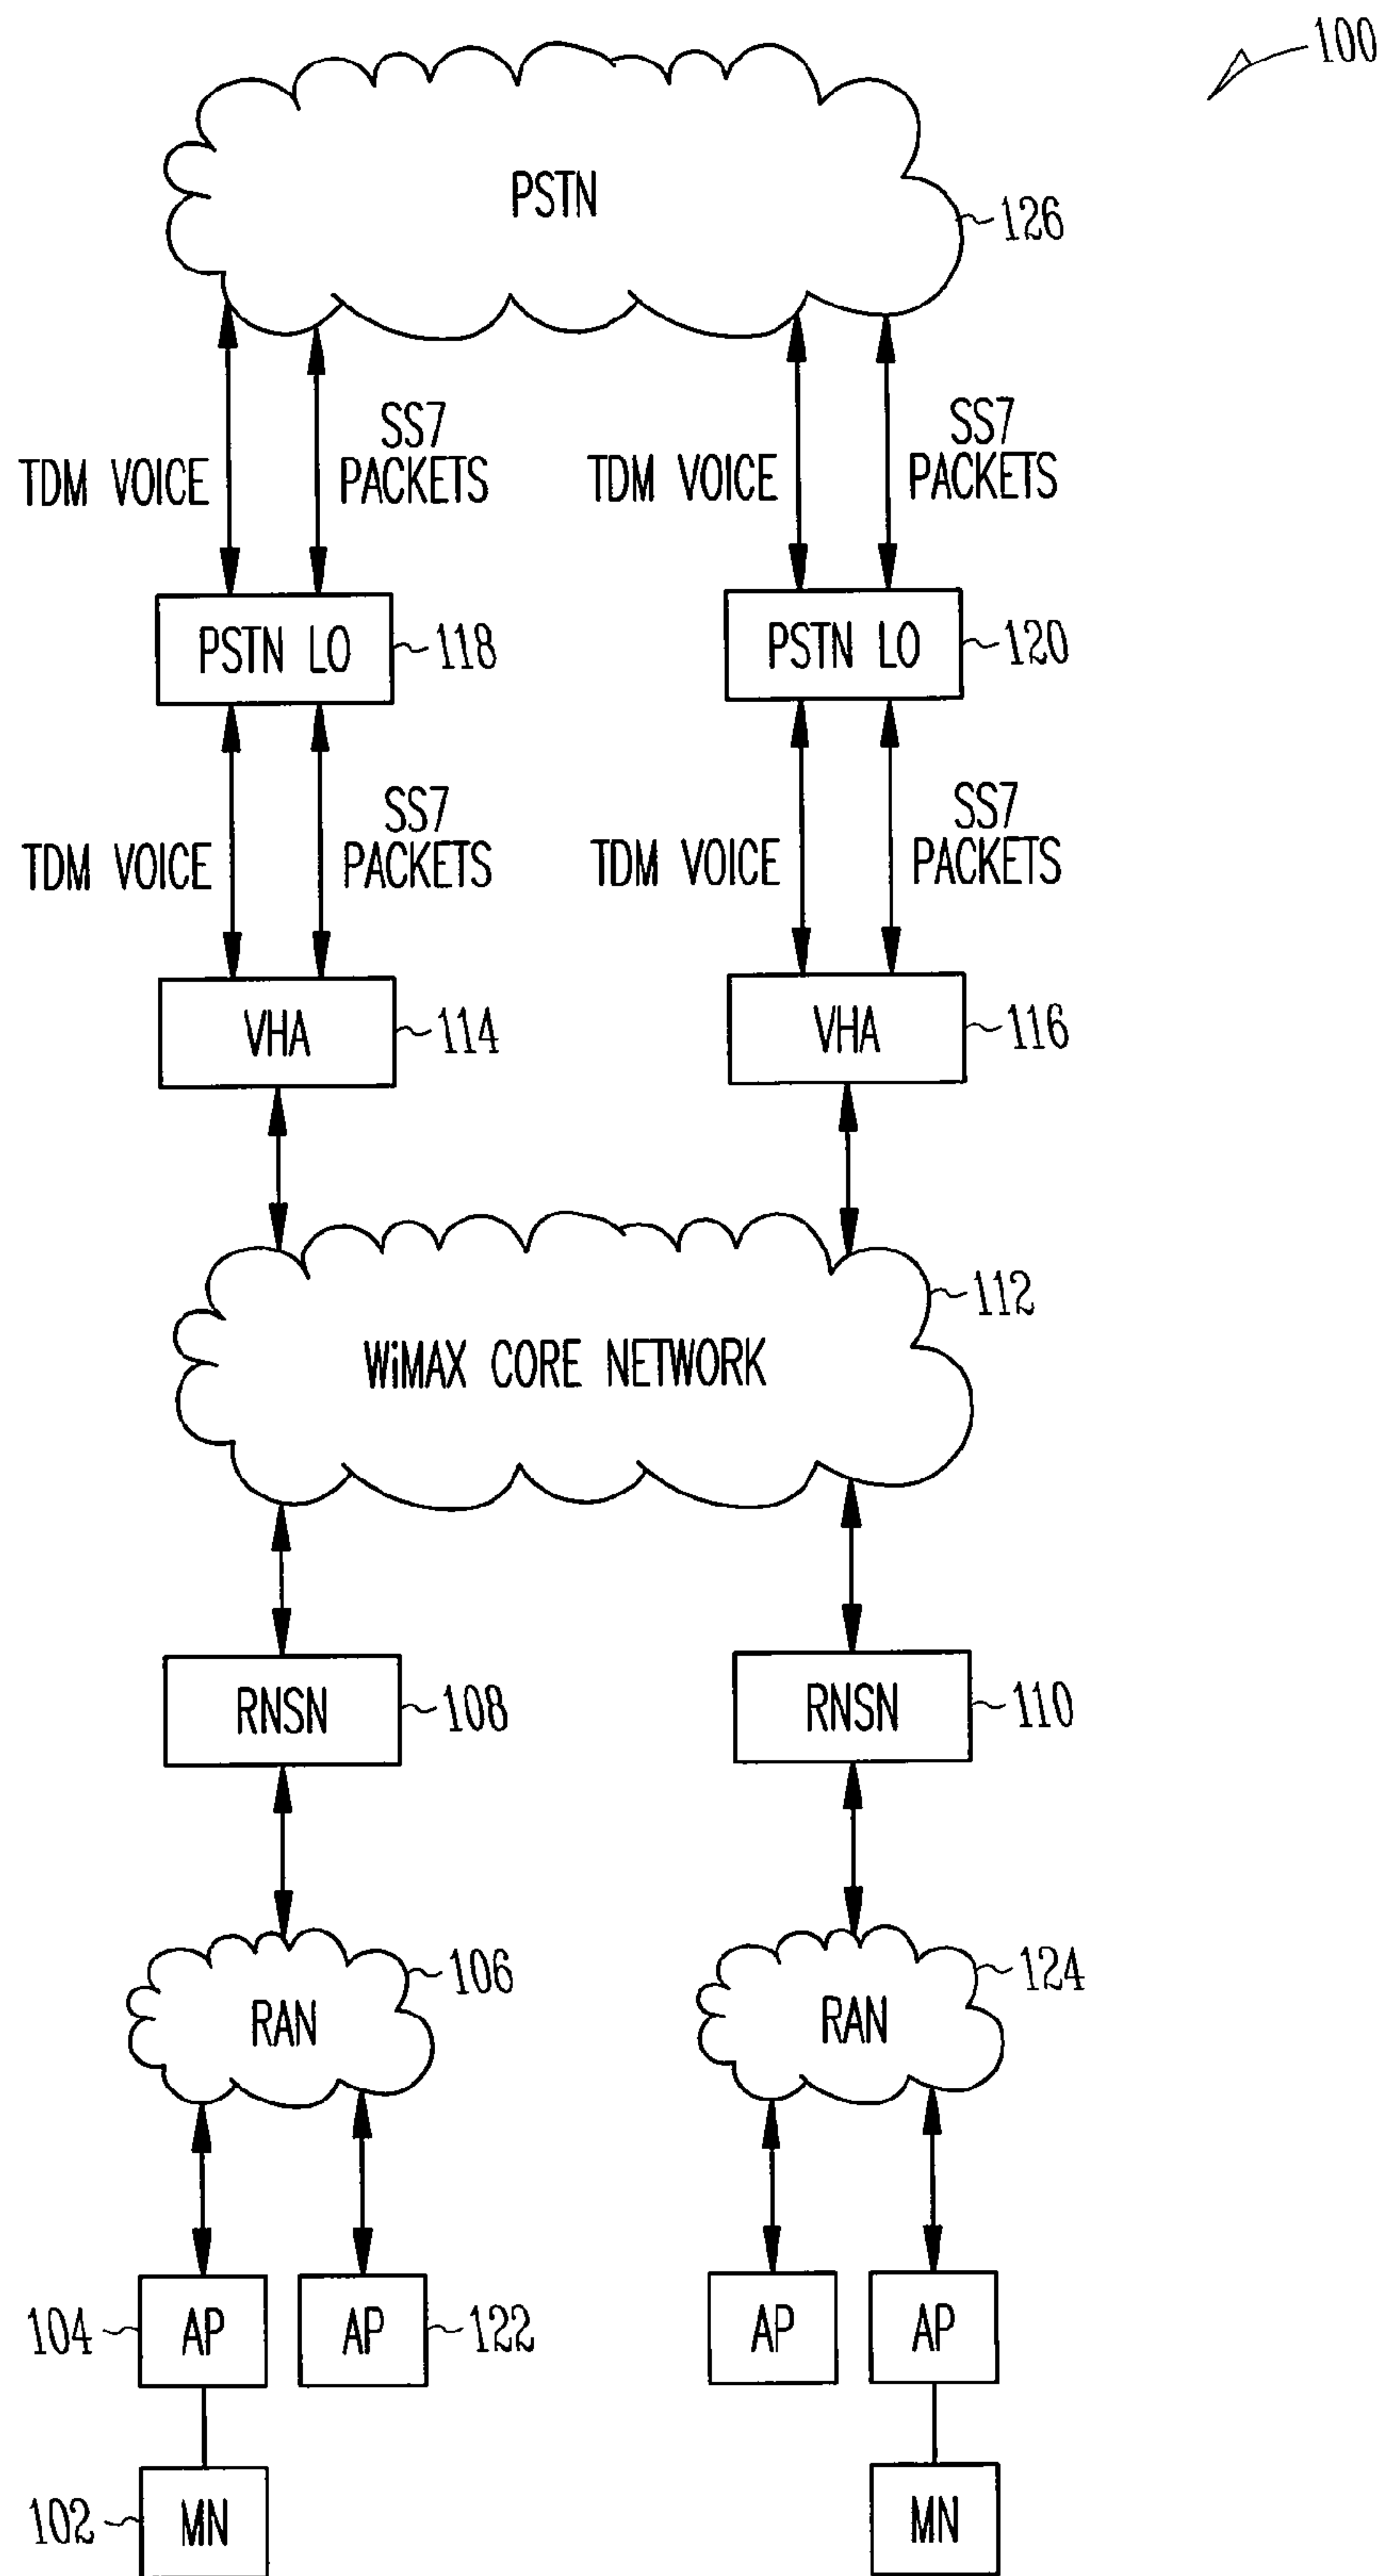 100
PSTN
126
SS7
PACKETS
TDM VOICE
SS7
PACKETS
TDM VOICE
PSTN LO
118
PSTN LO
120
SS7
PACKETS
TDM VOICE
SS7
PACKETS
TDM VOICE
VHA
114
VHA
116
112
WiMAX CORE NETWORK
RNSN
108
RNSN
110
106
RAN
124
RAN
104
AP
AP
122
AP
AP
102
MN
MN